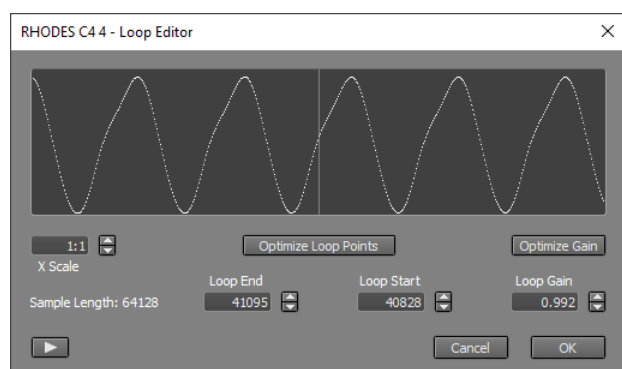 RHODES C4 4 - Loop Editor
1:1
Optimize Loop Points
Optimize Gain
X Scale
Loop End
Loop Start
Loop Gain
Sample Length: 64128
41095
40828
0.992
Cancel
OK